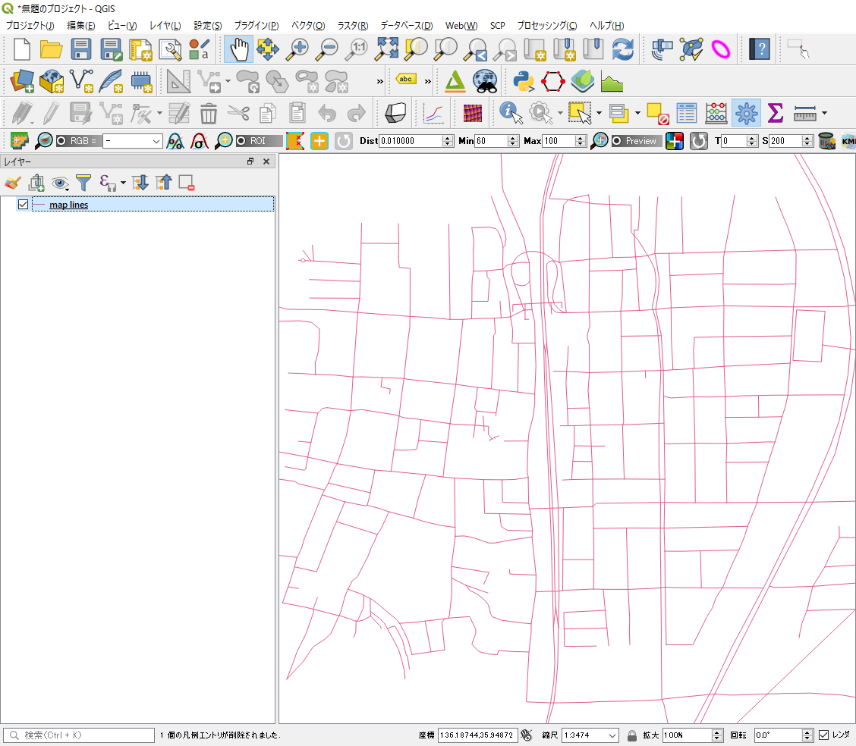 *無題のプロジェクト - QGIS
プロジェクト(J) 編集(E) ビュー(V) レイヤ(L) 設定(S) プラグイン(P) ベクタ(O) ラスタ(R) データベース(D) Web(W) SCP プロセッシング(C) ヘルプ(H)
1:1
abc
RGB = - ROI Dist 0.010000 Min 60 Max 100 Preview T 0 S 200 KML
レイヤー
map lines
検索(Ctrl + K) 1 個の凡例エントリが削除されました. 座標 136.18744,35.94872 縮尺 1:3474 拡大 100% 回転 0.0° レンダ